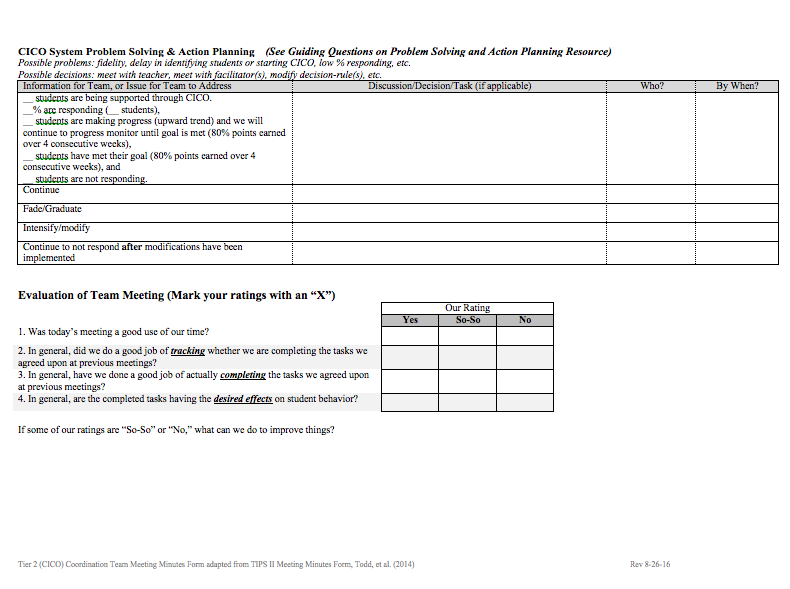 CICO System Problem Solving & Action Planning (See Guiding Questions on Problem Solving and Action Planning Resource)
Possible problems: fidelity, delay in identifying students or starting CICO, low % responding, etc.
Possible decisions: meet with teacher, meet with facilitator(s), modify decision-rule(s), etc.
Information for Team, or Issue for Team to Address Discussion/Decision/Task (if applicable) Who? By When?
__ students are being supported through CICO.
__% are responding (__ students),
__ students are making progress (upward trend) and we will
continue to progress monitor until goal is met (80% points earned
over 4 consecutive weeks),
__ students have met their goal (80% points earned over 4
consecutive weeks), and
__ students are not responding.
Continue
Fade/Graduate
Intensify/modify
Continue to not respond after modifications have been
implemented
Evaluation of Team Meeting (Mark your ratings with an “X”)
Our Rating
Yes So-So No
1. Was today’s meeting a good use of our time?
2. In general, did we do a good job of tracking whether we are completing the tasks we
agreed upon at previous meetings?
3. In general, have we done a good job of actually completing the tasks we agreed upon
at previous meetings?
4. In general, are the completed tasks having the desired effects on student behavior?
If some of our ratings are “So-So” or “No,” what can we do to improve things?
Tier 2 (CICO) Coordination Team Meeting Minutes Form adapted from TIPS II Meeting Minutes Form, Todd, et al. (2014) Rev 8-26-16